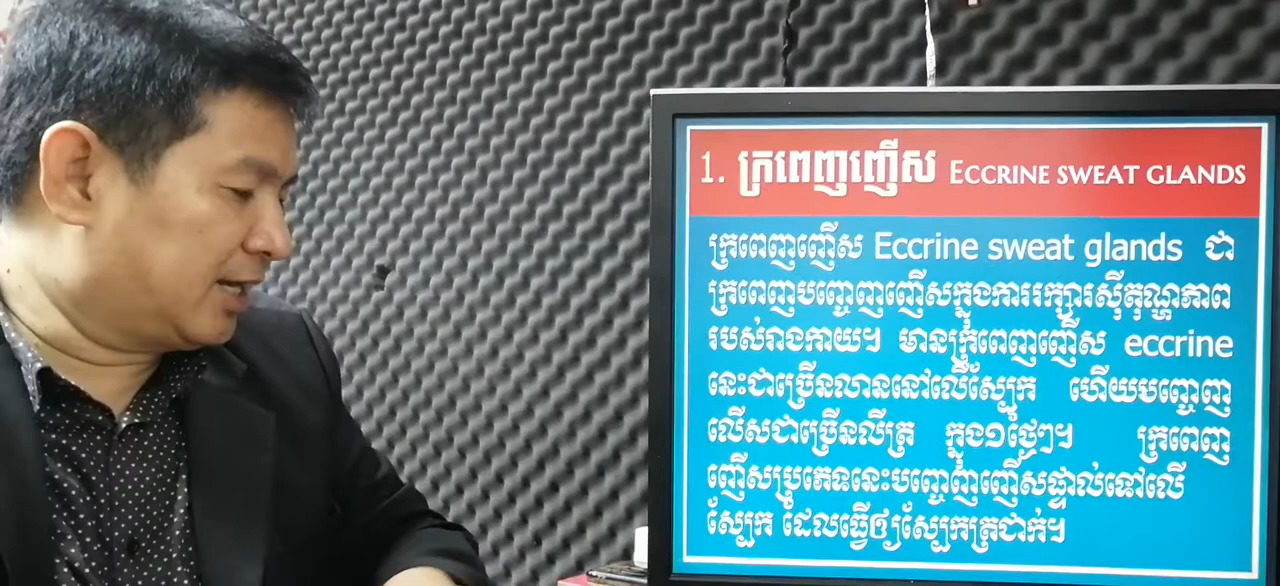 1. ក្រពេញញើស ECCRINE SWEAT GLANDS
ក្រពេញញើស Eccrine sweat glands ជា
ក្រពេញបញ្ចេញញើសក្នុងការរក្សារស៊ីតុណ្ហភាព
របស់រាងកាយ។ មានក្រពេញញើស eccrine
នេះជាច្រើនលាននៅលើស្បែក ហើយបញ្ចេញ
លើសជាច្រើនលីត្រ ក្នុង១ថ្ងៃៗ។ ក្រពេញ
ញើសប្រភេទនេះបញ្ចេញញើសផ្ទាល់ទៅលើ
ស្បែក ដែលធ្វើឲ្យស្បែកត្រជាក់។